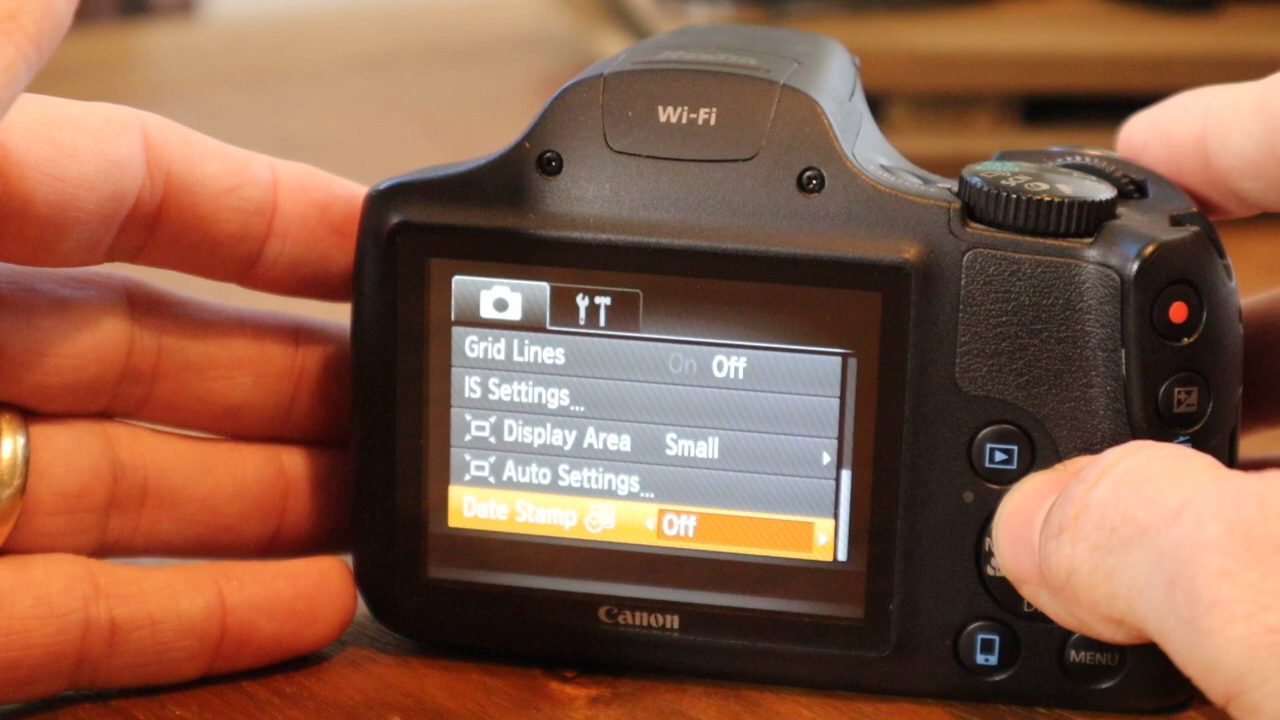 Wi-Fi
Grid Lines On Off
IS Settings...
Display Area Small
Auto Settings...
Date Stamp Off
Canon
MENU